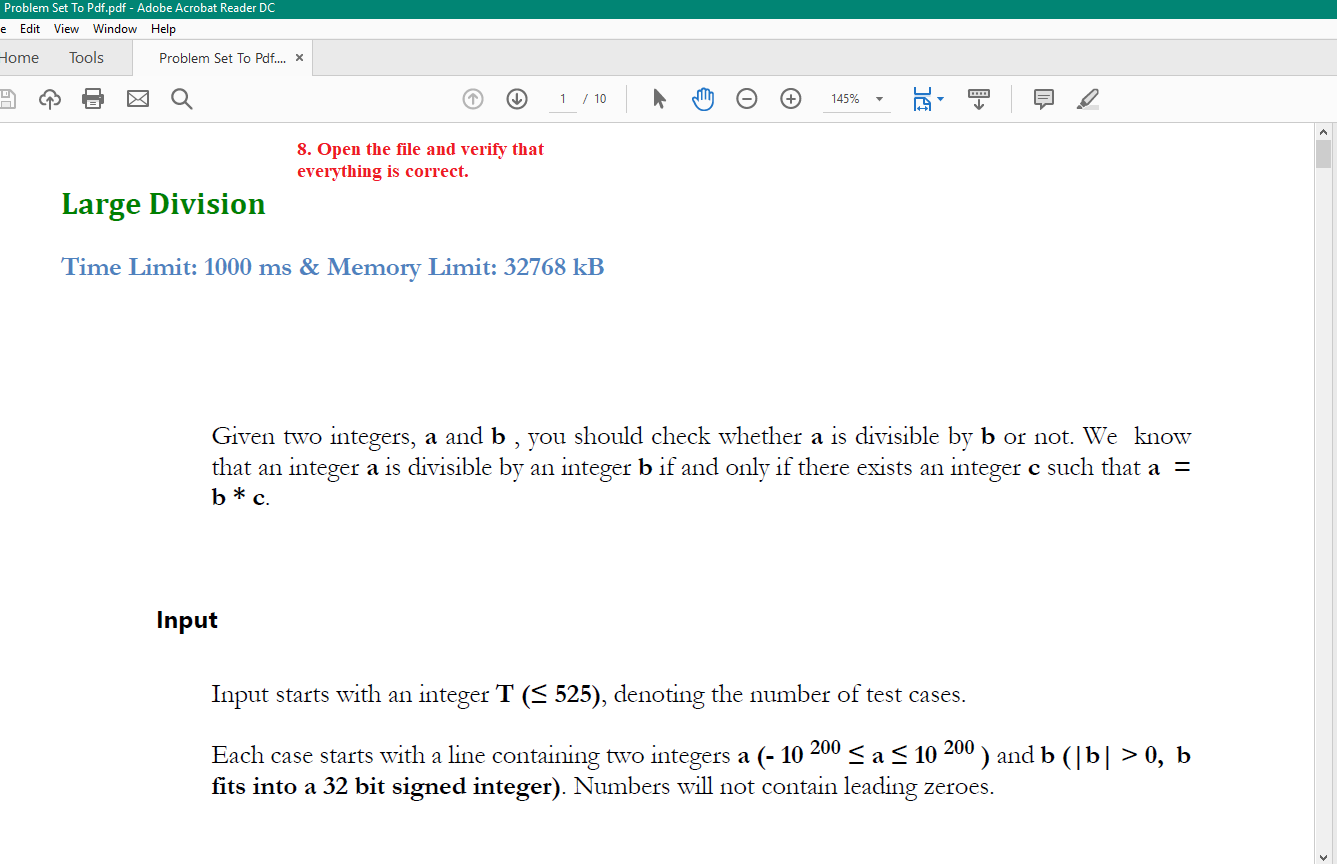 Problem Set To Pdf.pdf - Adobe Acrobat Reader DC
e Edit View Window Help
Home Tools Problem Set To Pdf.... ×
1 / 10 145%
8. Open the file and verify that
everything is correct.
Large Division
Time Limit: 1000 ms & Memory Limit: 32768 kB
Given two integers, a and b , you should check whether a is divisible by b or not. We know
that an integer a is divisible by an integer b if and only if there exists an integer c such that a =
b * c.
Input
Input starts with an integer T (≤ 525), denoting the number of test cases.
Each case starts with a line containing two integers a (- 10 200 ≤ a ≤ 10 200 ) and b (|b| > 0, b
fits into a 32 bit signed integer). Numbers will not contain leading zeroes.